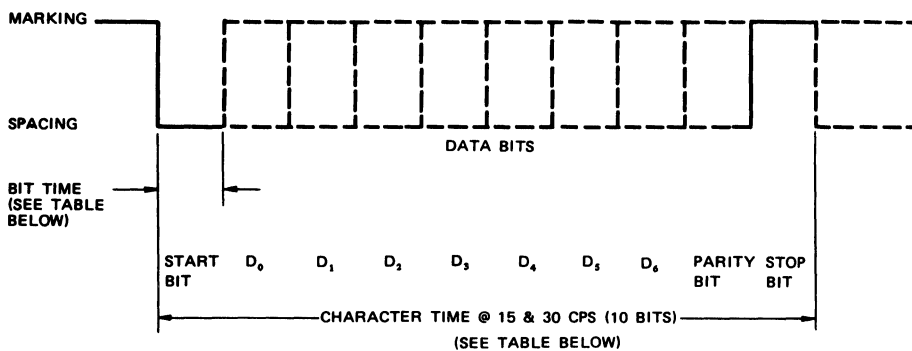 MARKING
SPACING
DATA BITS
BIT TIME
(SEE TABLE
BELOW)
START
BIT
D₀
D₁
D₂
D₃
D₄
D₅
D₆
PARITY
BIT
STOP
BIT
CHARACTER TIME @ 15 & 30 CPS (10 BITS)
(SEE TABLE BELOW)